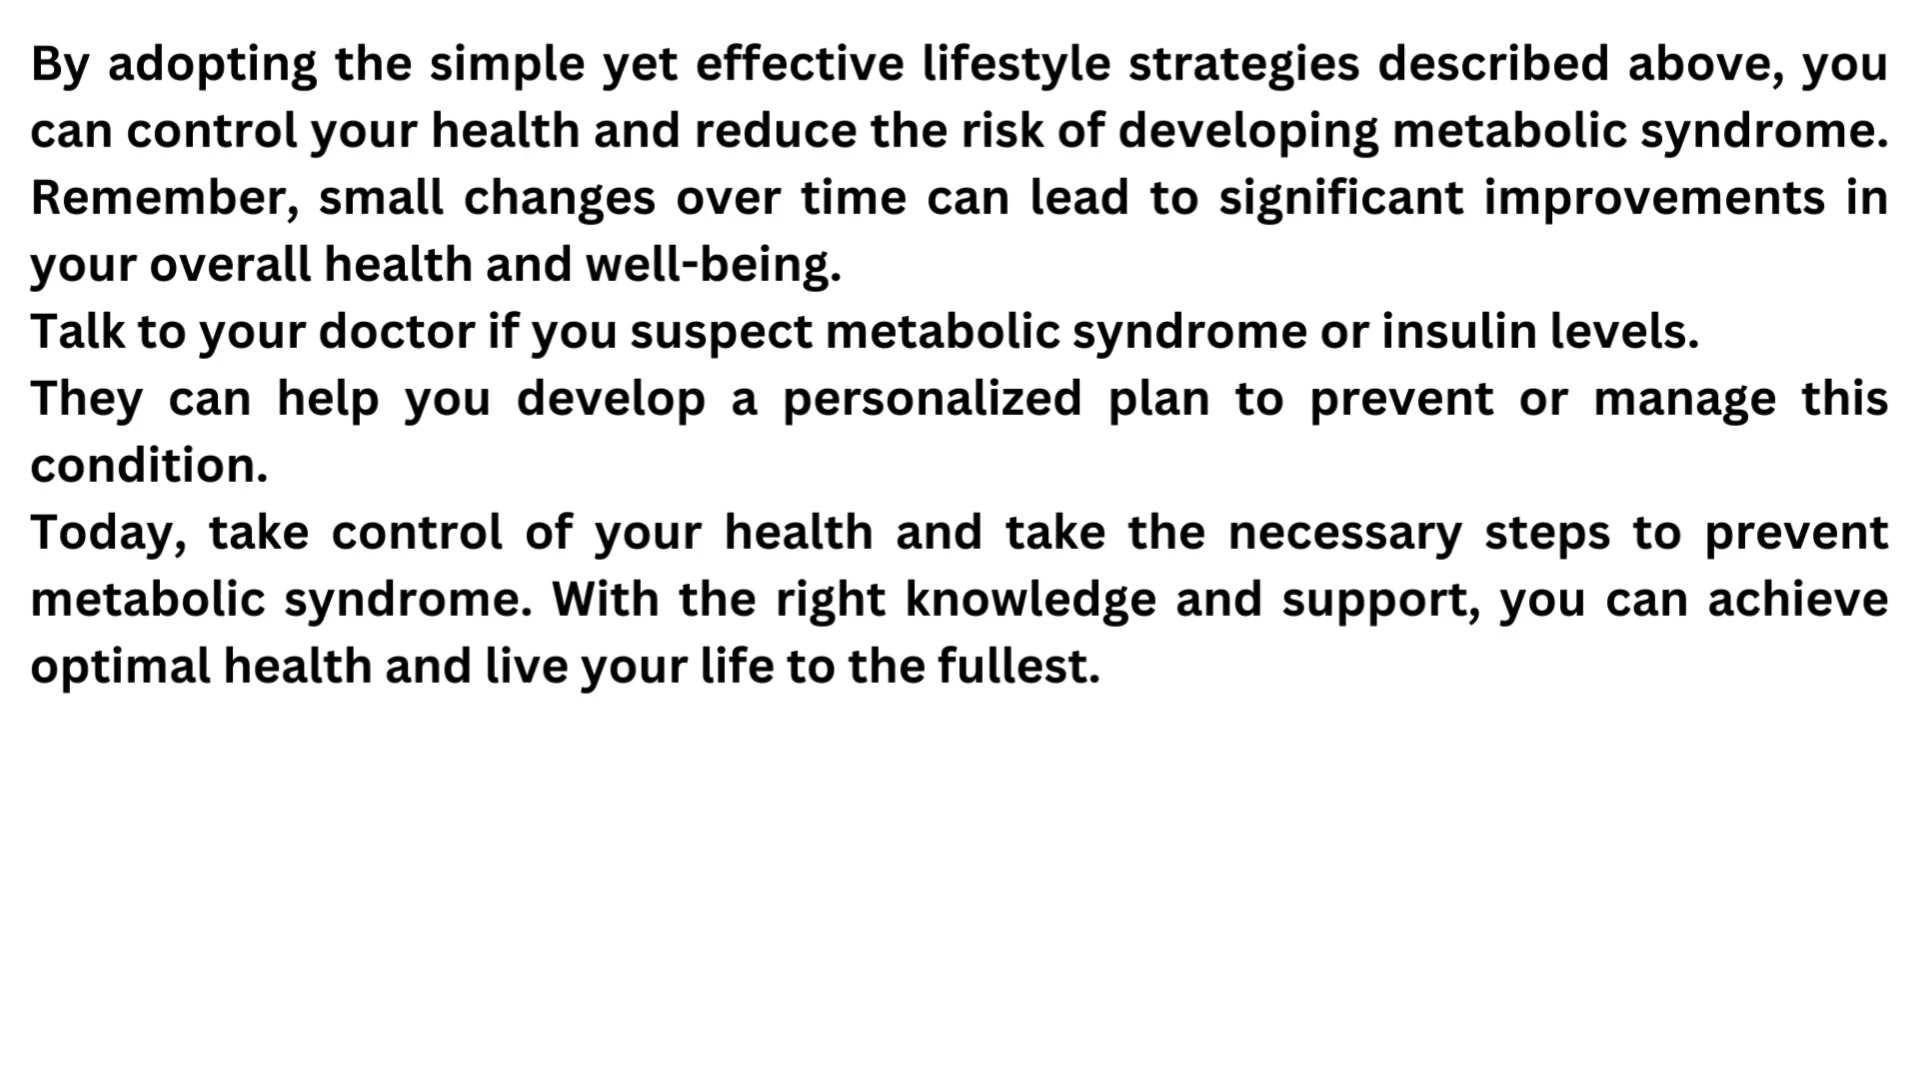 By adopting the simple yet effective lifestyle strategies described above, you
can control your health and reduce the risk of developing metabolic syndrome.
Remember, small changes over time can lead to significant improvements in
your overall health and well-being.
Talk to your doctor if you suspect metabolic syndrome or insulin levels.
They can help you develop a personalized plan to prevent or manage this
condition.
Today, take control of your health and take the necessary steps to prevent
metabolic syndrome. With the right knowledge and support, you can achieve
optimal health and live your life to the fullest.